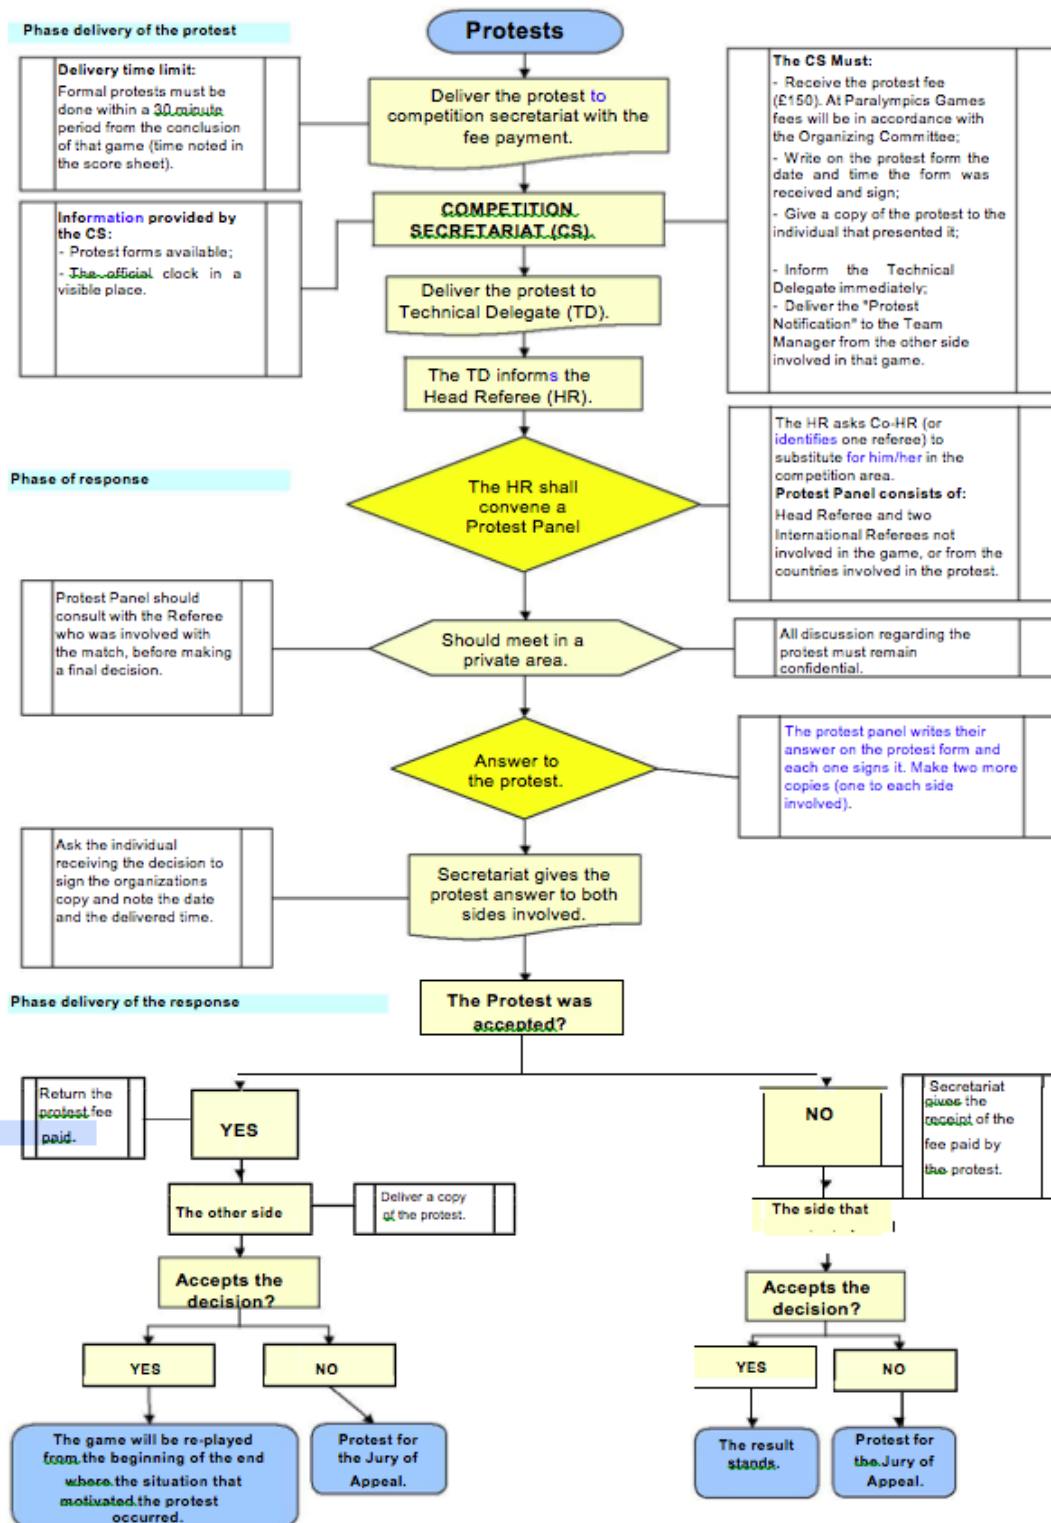 Protests
Phase delivery of the protest
Delivery time limit:
Formal protests must be
done within a 30 minute
period from the conclusion
of that game (time noted in
the score sheet).
Deliver the protest to
competition secretariat with the
fee payment.
The CS Must:
- Receive the protest fee
(£150). At Paralympics Games
fees will be in accordance with
the Organizing Committee;
- Write on the protest form the
date and time the form was
received and sign;
- Give a copy of the protest to the
individual that presented it;
- Inform the Technical
Delegate immediately;
- Deliver the "Protest
Notification" to the Team
Manager from the other side
involved in that game.
Information provided by
the CS:
- Protest forms available;
- The official clock in a
visible place.
COMPETITION
SECRETARIAT (CS).
Deliver the protest to
Technical Delegate (TD).
The TD informs the
Head Referee (HR).
Phase of response
The HR shall
convene a
Protest Panel
The HR asks Co-HR (or
identifies one referee) to
substitute for him/her in the
competition area.
Protest Panel consists of:
Head Referee and two
International Referees not
involved in the game, or from the
countries involved in the protest.
Protest Panel should
consult with the Referee
who was involved with
the match, before making
a final decision.
Should meet in a
private area.
All discussion regarding the
protest must remain
confidential.
Answer to
the protest.
The protest panel writes their
answer on the protest form and
each one signs it. Make two more
copies (one to each side
involved).
Ask the individual
receiving the decision to
sign the organizations
copy and note the date
and the delivered time.
Secretariat gives the
protest answer to both
sides involved.
Phase delivery of the response
The Protest was
accepted?
Return the
protest fee
paid.
YES
NO
Secretariat
gives the
receipt of the
fee paid by
the protest.
The other side
Deliver a copy
of the protest.
The side that
Accepts the
decision?
Accepts the
decision?
YES
NO
YES
NO
The game will be re-played
from the beginning of the end
where the situation that
motivated the protest
occurred.
Protest for
the Jury of
Appeal.
The result
stands.
Protest for
the Jury of
Appeal.